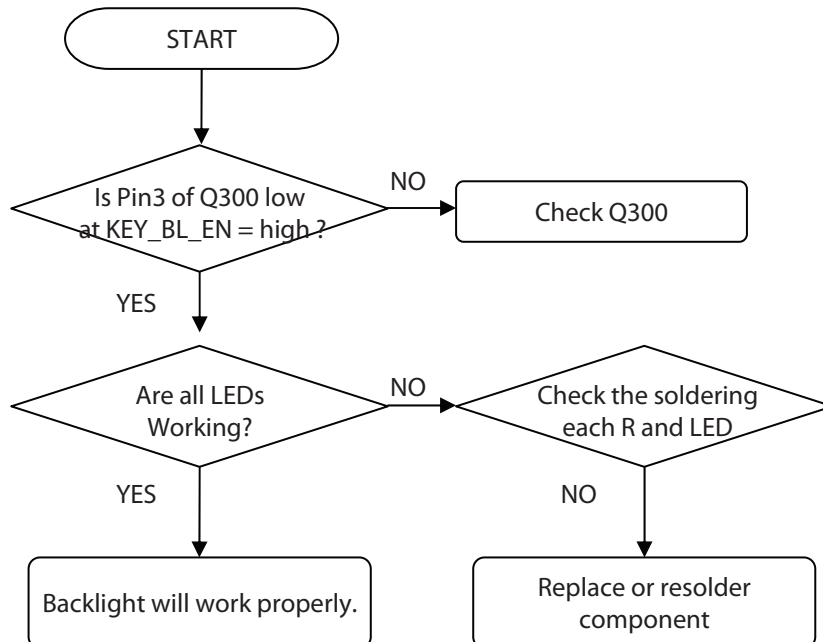 START
Is Pin3 of Q300 low
at KEY_BL_EN = high ?
NO
Check Q300
YES
Are all LEDs
Working?
NO
Check the soldering
each R and LED
YES
NO
Backlight will work properly.
Replace or resolder
component